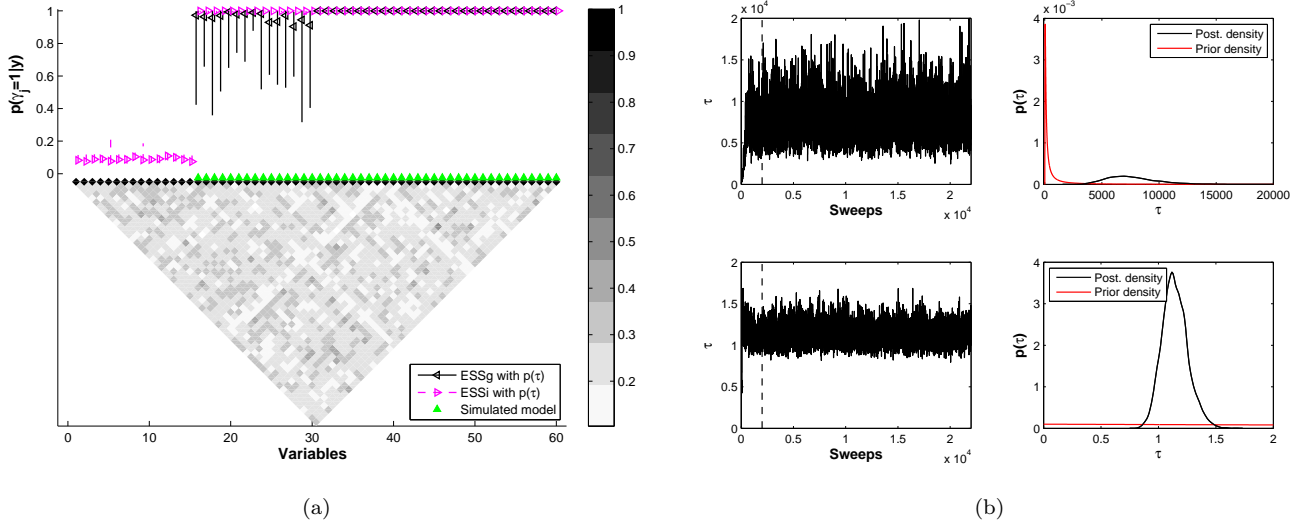 1
0.8
0.6
0.4
0.2
0
p(γj=1|y)
0 10 20 30 40 50 60
Variables
ESSg with p(τ)
ESSi with p(τ)
Simulated model
1
0.9
0.8
0.7
0.6
0.5
0.4
0.3
0.2
(a)
x 10^4
2
1.5
1
0.5
0
τ
0 0.5 1 1.5 2
Sweeps
x 10^4
x 10^-3
4
3
2
1
0
p(τ)
Post. density
Prior density
0 5000 10000 15000 20000
τ
2
1.5
1
0.5
0
τ
0 0.5 1 1.5 2
Sweeps
x 10^4
4
3
2
1
0
p(τ)
Post. density
Prior density
0 0.5 1 1.5 2
τ
(b)